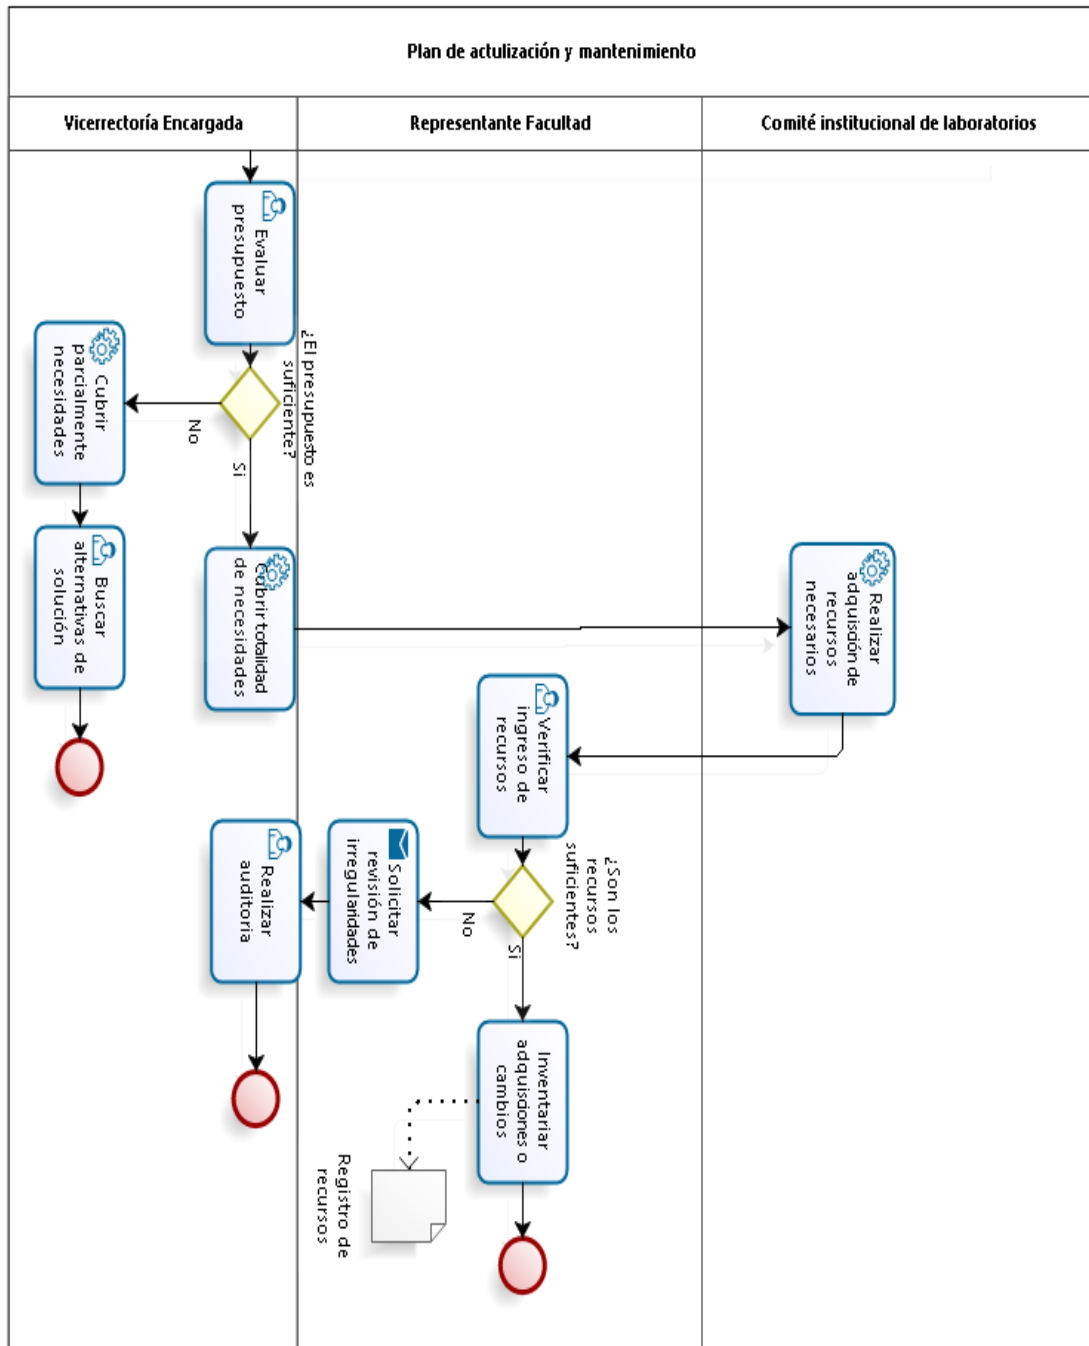 Plan de actulización y mantenimiento
Vicerrectoría Encargada
Representante Facultad
Comité institucional de laboratorios
Evaluar
presupuesto
¿El presupuesto es
suficiente?
No
Si
Cubrir
parcialmente
necesidades
Buscar
alternativas de
solución
Cubrir totalidad
de necesidades
Realizar
adquisición de
recursos
necesarios
Verificar
ingreso de
recursos
¿Son los
recursos
suficientes?
No
Si
Solicitar
revisión de
irregularidades
Realizar
auditoria
Inventariar
adquisiciones o
cambios
Registro de
recursos